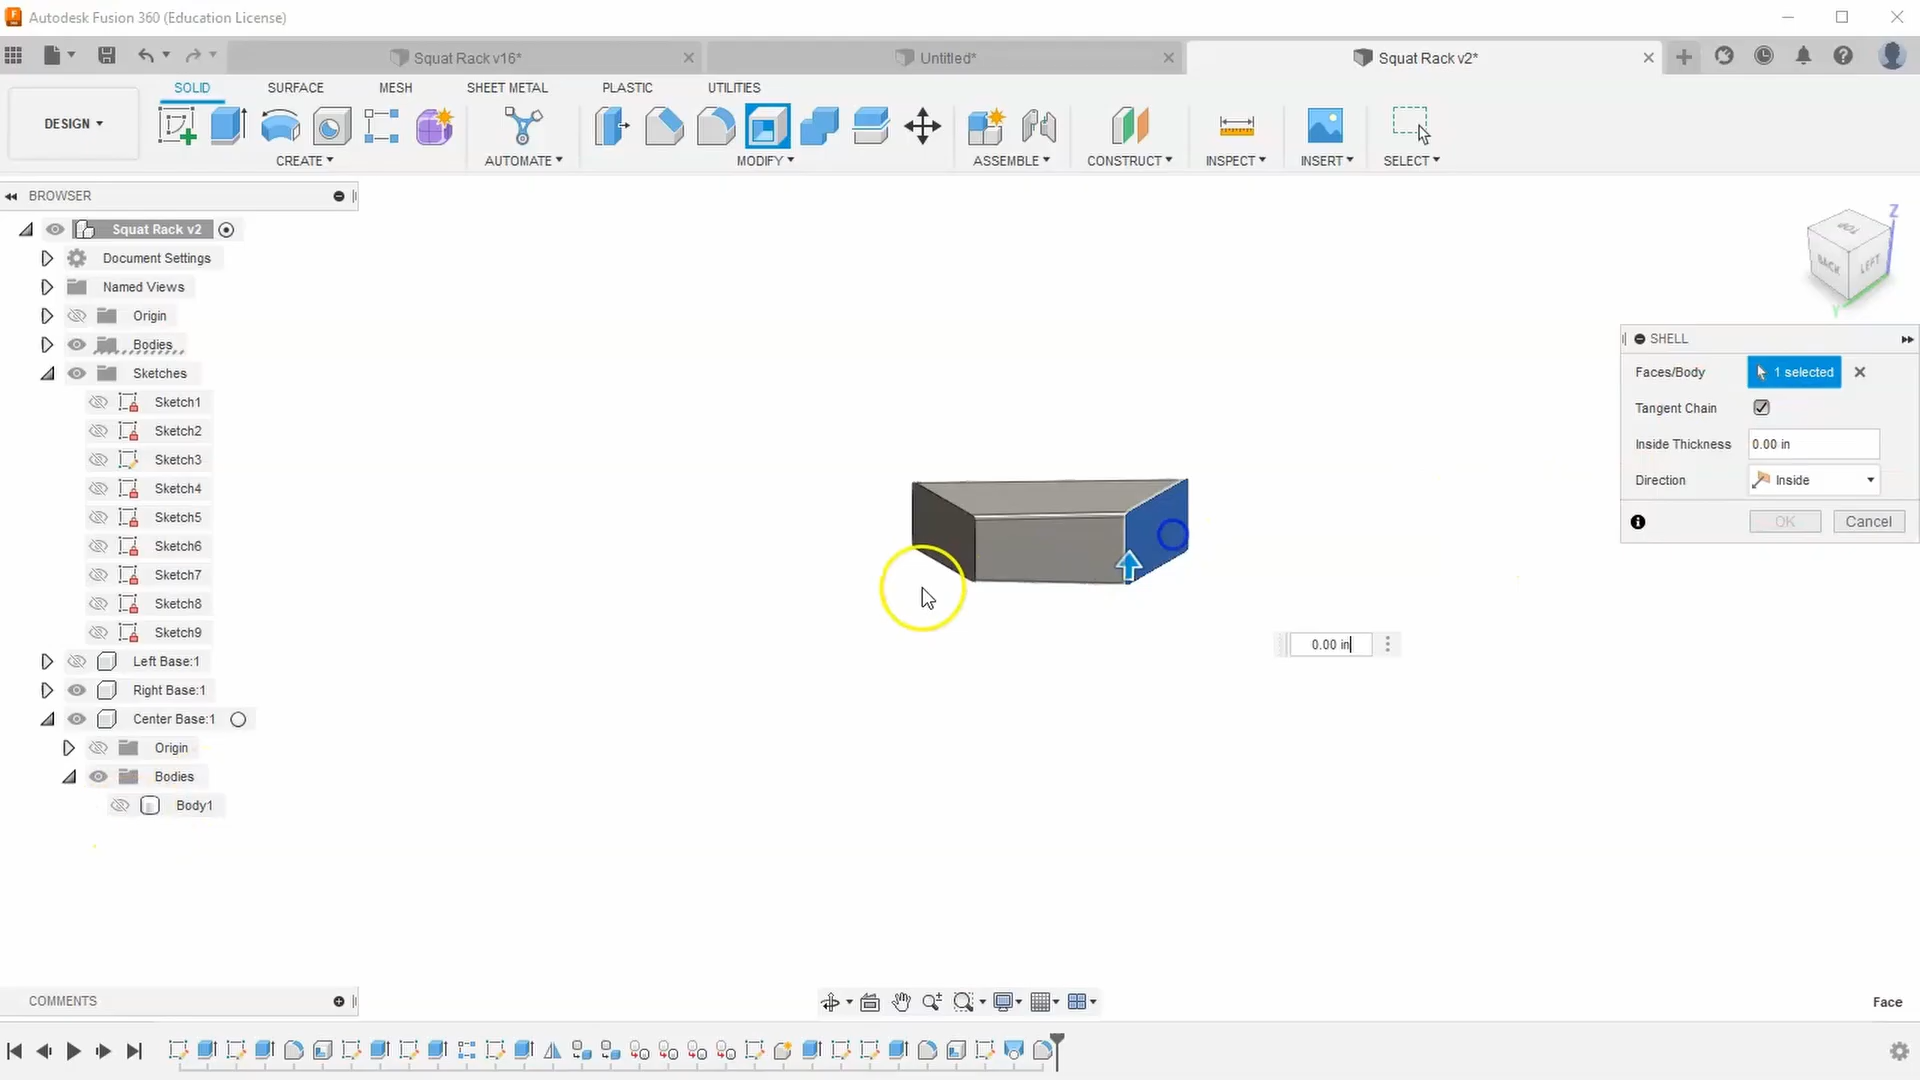 Autodesk Fusion 360 (Education License)
Squat Rack v16*
Untitled*
Squat Rack v2*
DESIGN
SOLID
SURFACE
MESH
SHEET METAL
PLASTIC
UTILITIES
CREATE
AUTOMATE
MODIFY
ASSEMBLE
CONSTRUCT
INSPECT
INSERT
SELECT
BROWSER
Squat Rack v2
Document Settings
Named Views
Origin
Bodies
Sketches
Sketch1
Sketch2
Sketch3
Sketch4
Sketch5
Sketch6
Sketch7
Sketch8
Sketch9
Left Base:1
Right Base:1
Center Base:1
Origin
Bodies
Body1
Z
TOP
BACK
LEFT
Y
SHELL
Faces/Body
1 selected
Tangent Chain
Inside Thickness
0.00 in
Direction
Inside
OK
Cancel
0.00 in
COMMENTS
Face